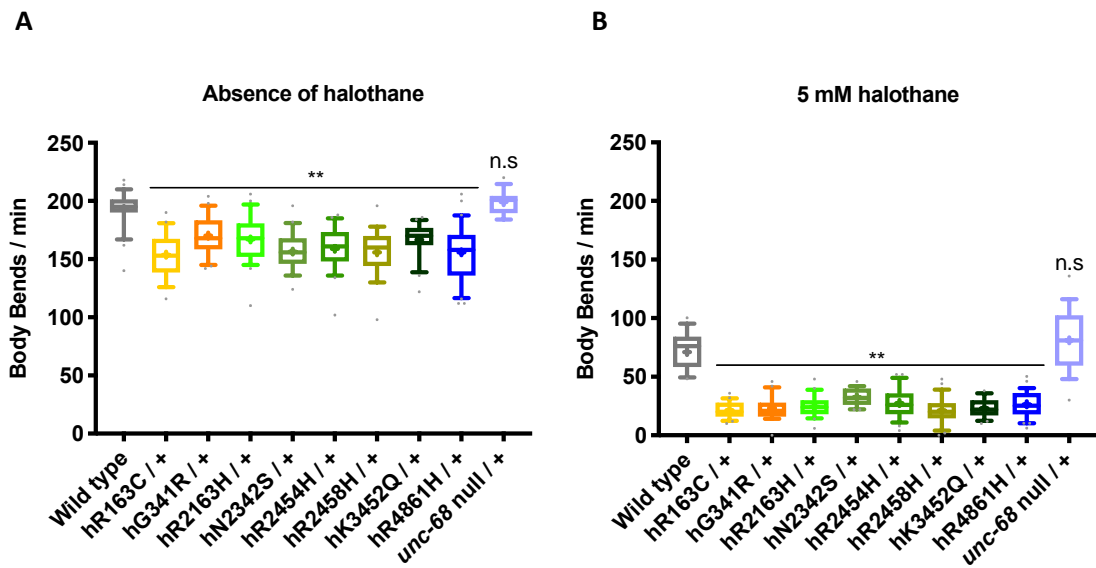 A
Absence of halothane
Body Bends / min
250
200
150
100
50
0
**
n.s
Wild type
hR163C / +
hG341R / +
hR2163H / +
hN2342S / +
hR2454H / +
hR2458H / +
hK3452Q / +
hR4861H / +
unc-68 null / +
B
5 mM halothane
Body Bends / min
250
200
150
100
50
0
**
n.s
Wild type
hR163C / +
hG341R / +
hR2163H / +
hN2342S / +
hR2454H / +
hR2458H / +
hK3452Q / +
hR4861H / +
unc-68 null / +